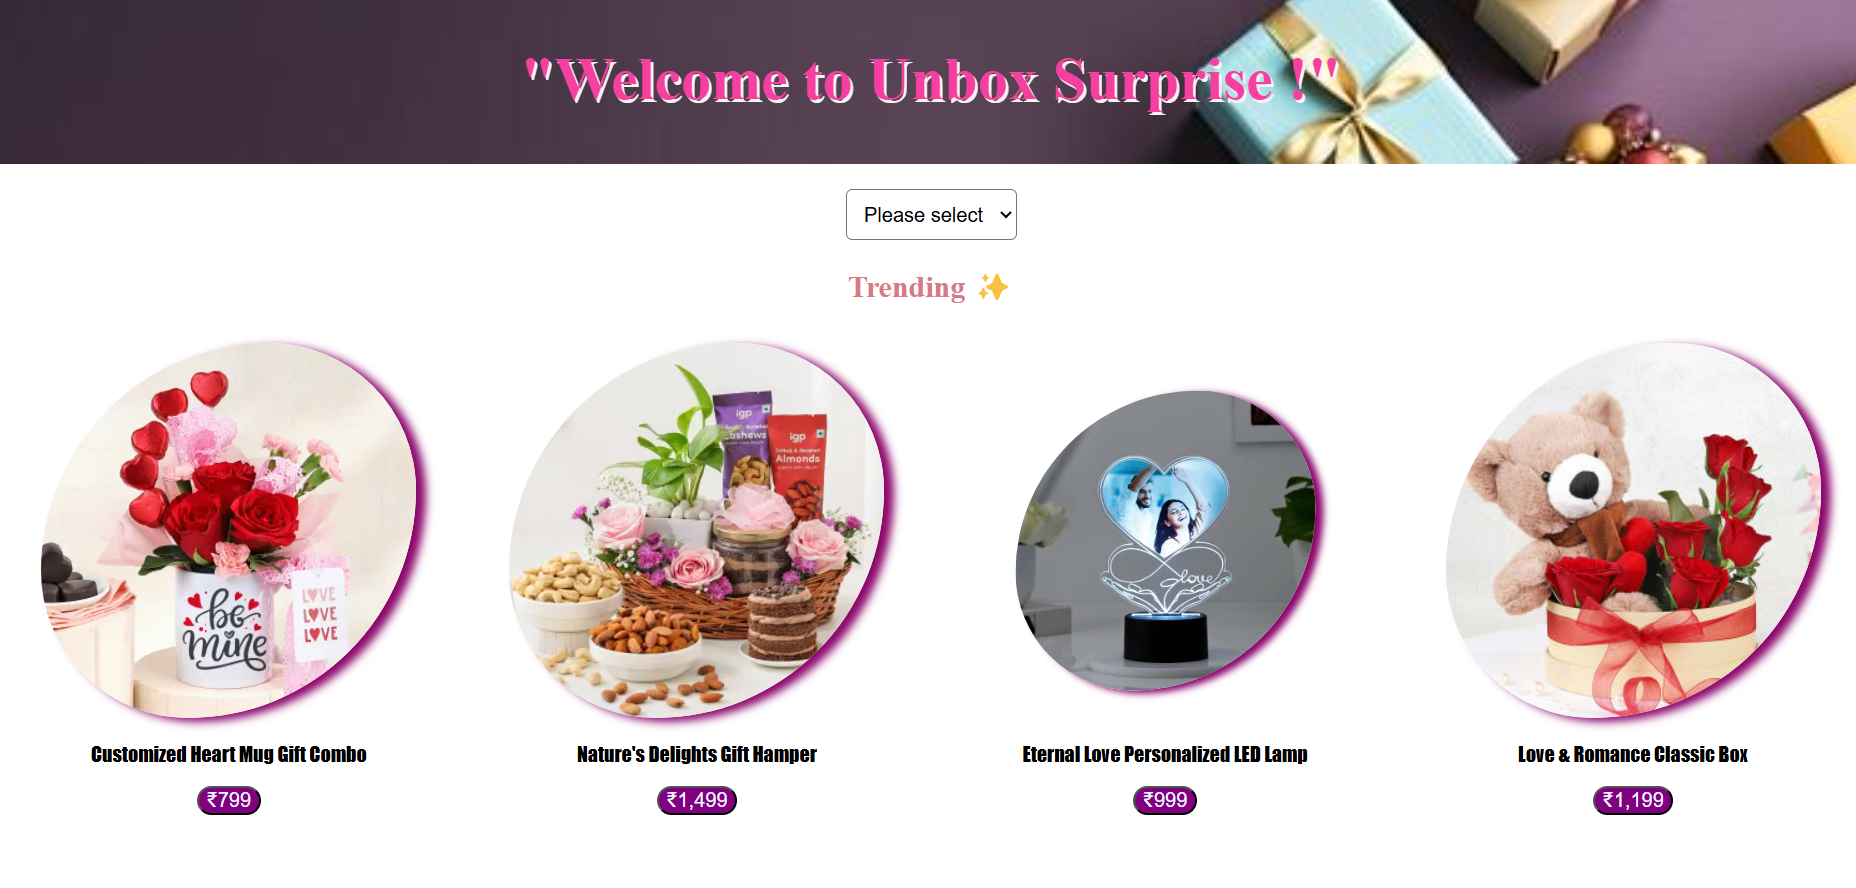 "Welcome to Unbox Surprise !"
Please select
Trending ✨
be
mine
LOVE
LOVE
LOVE
igp
Cashews
igp
Almonds
love
Customized Heart Mug Gift Combo
Nature's Delights Gift Hamper
Eternal Love Personalized LED Lamp
Love & Romance Classic Box
₹799
₹1,499
₹999
₹1,199